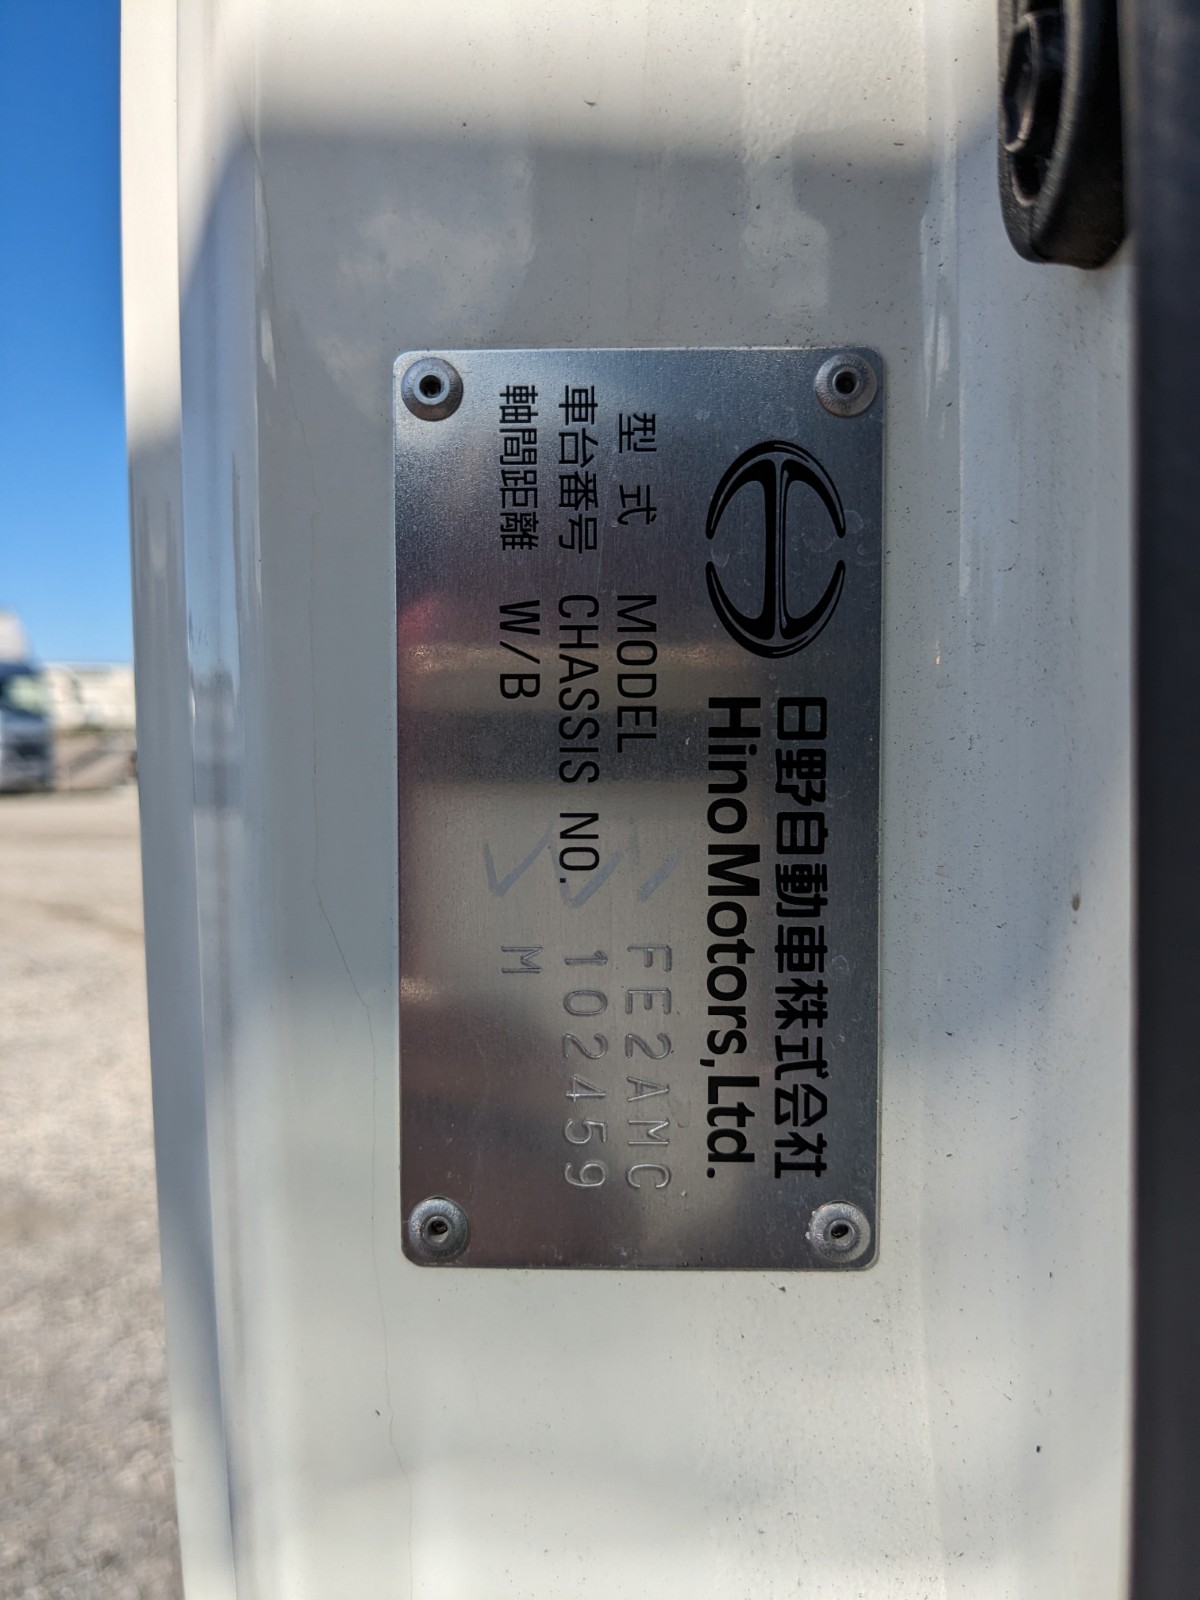 日野自動車株式会社
Hino Motors, Ltd.
型式 MODEL FE2AMC
車台番号 CHASSIS NO. 102459
軸間距離 W/B M